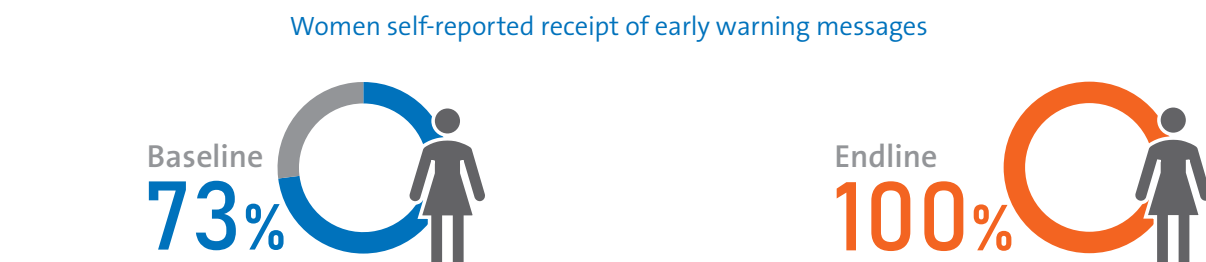 Women self-reported receipt of early warning messages
Baseline
73%
Endline
100%